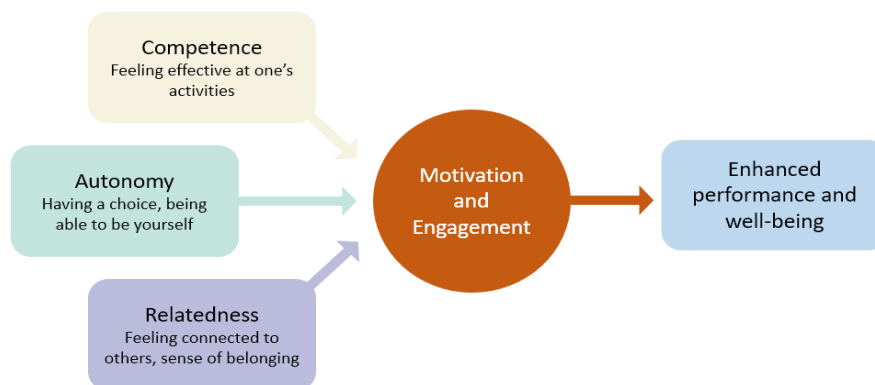 Competence
Feeling effective at one's
activities
Autonomy
Having a choice, being
able to be yourself
Relatedness
Feeling connected to
others, sense of belonging
Motivation
and
Engagement
Enhanced
performance and
well-being